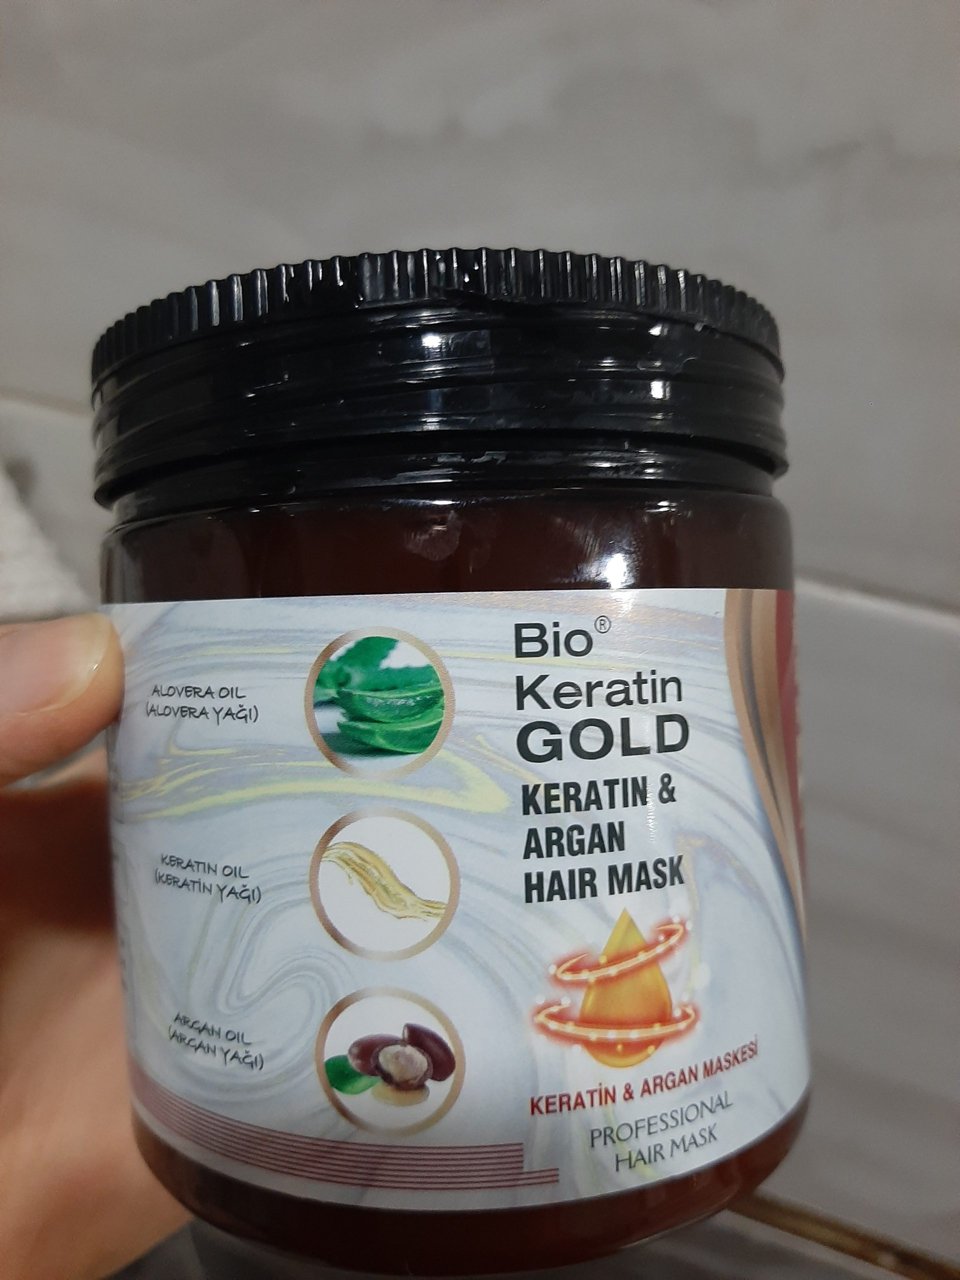 Bio®
Keratin
GOLD
KERATIN &
ARGAN
HAIR MASK
KERATİN & ARGAN MASKESİ
PROFESSIONAL
HAIR MASK
ALOVERA OIL
(ALOVERA YAĞI)
KERATIN OIL
(KERATİN YAĞI)
ARGAN OIL
(ARGAN YAĞI)